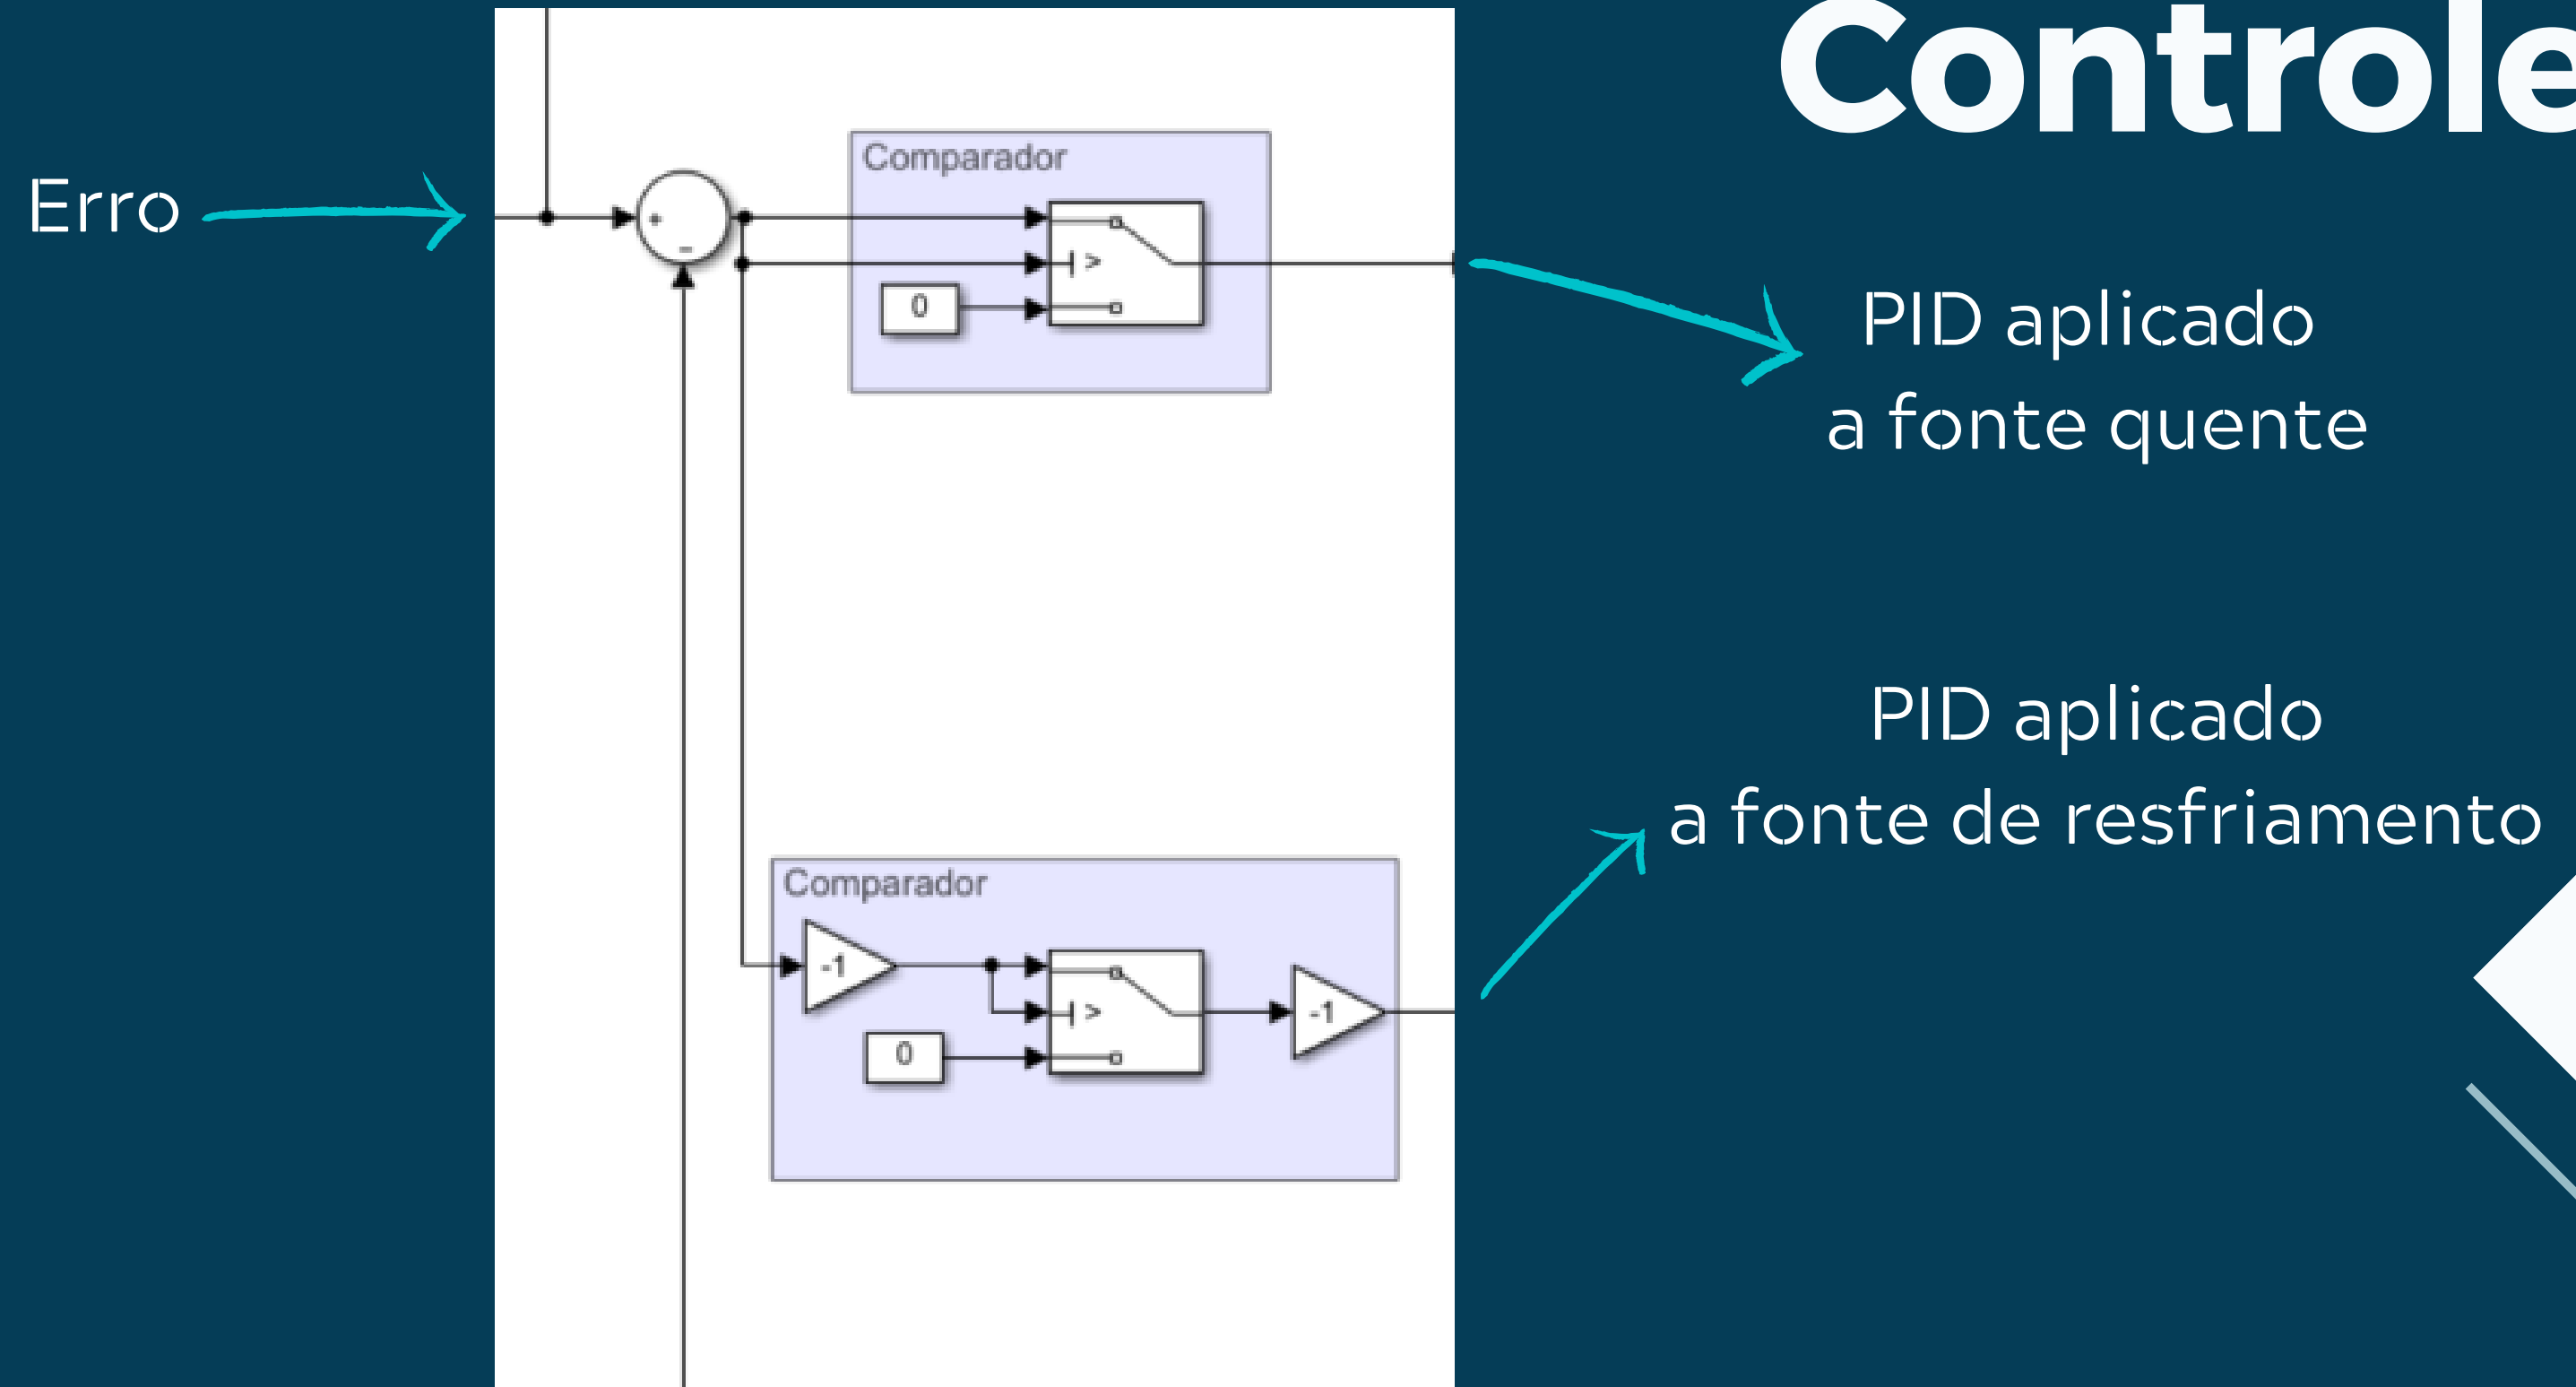 Controle
Erro
Comparador
+
-
>
0
PID aplicado
a fonte quente
PID aplicado
a fonte de resfriamento
Comparador
-1
>
-1
0